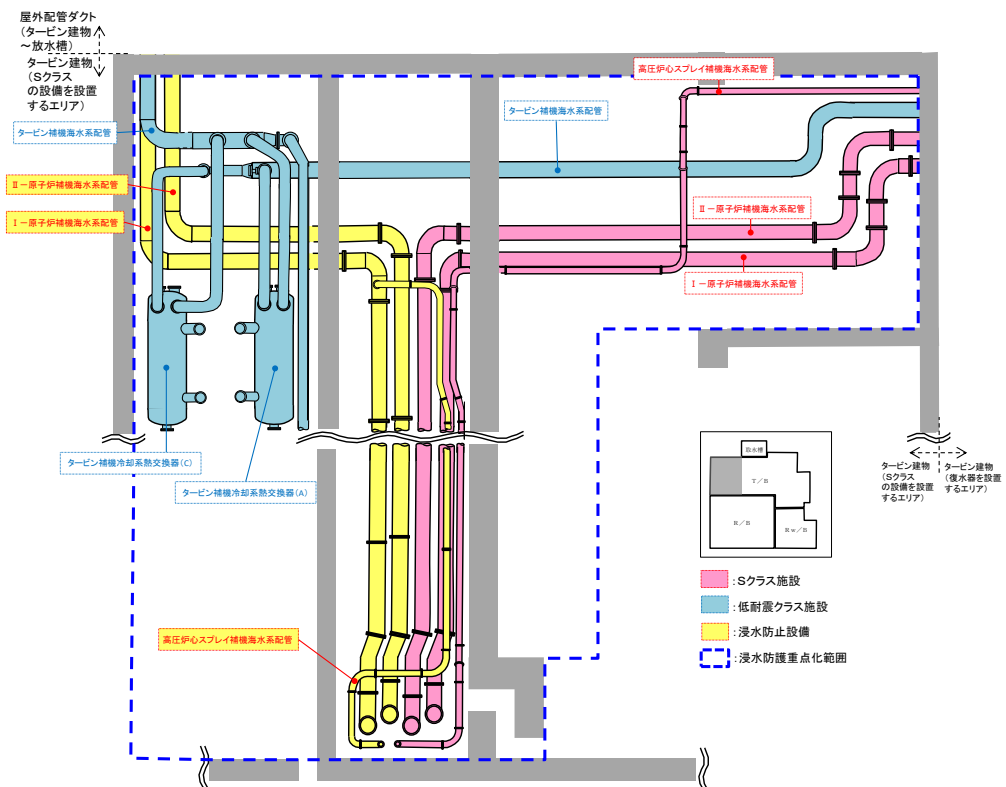 屋外配管ダクト
(タービン建物
～放水槽)
タービン建物
(Sクラス
の設備を設置
するエリア)
高圧炉心スプレイ補機海水系配管
タービン補機海水系配管
タービン補機海水系配管
Ⅱ－原子炉補機海水系配管
Ⅰ－原子炉補機海水系配管
Ⅱ－原子炉補機海水系配管
Ⅰ－原子炉補機海水系配管
タービン補機冷却系熱交換器(C)
タービン補機冷却系熱交換器(A)
タービン建物
(Sクラス
の設備を設置
するエリア)
タービン建物
(復水器を設置
するエリア)
取水槽
T／B
R／B
Rw／B
:Sクラス施設
:低耐震クラス施設
:浸水防止設備
:浸水防護重点化範囲
高圧炉心スプレイ補機海水系配管